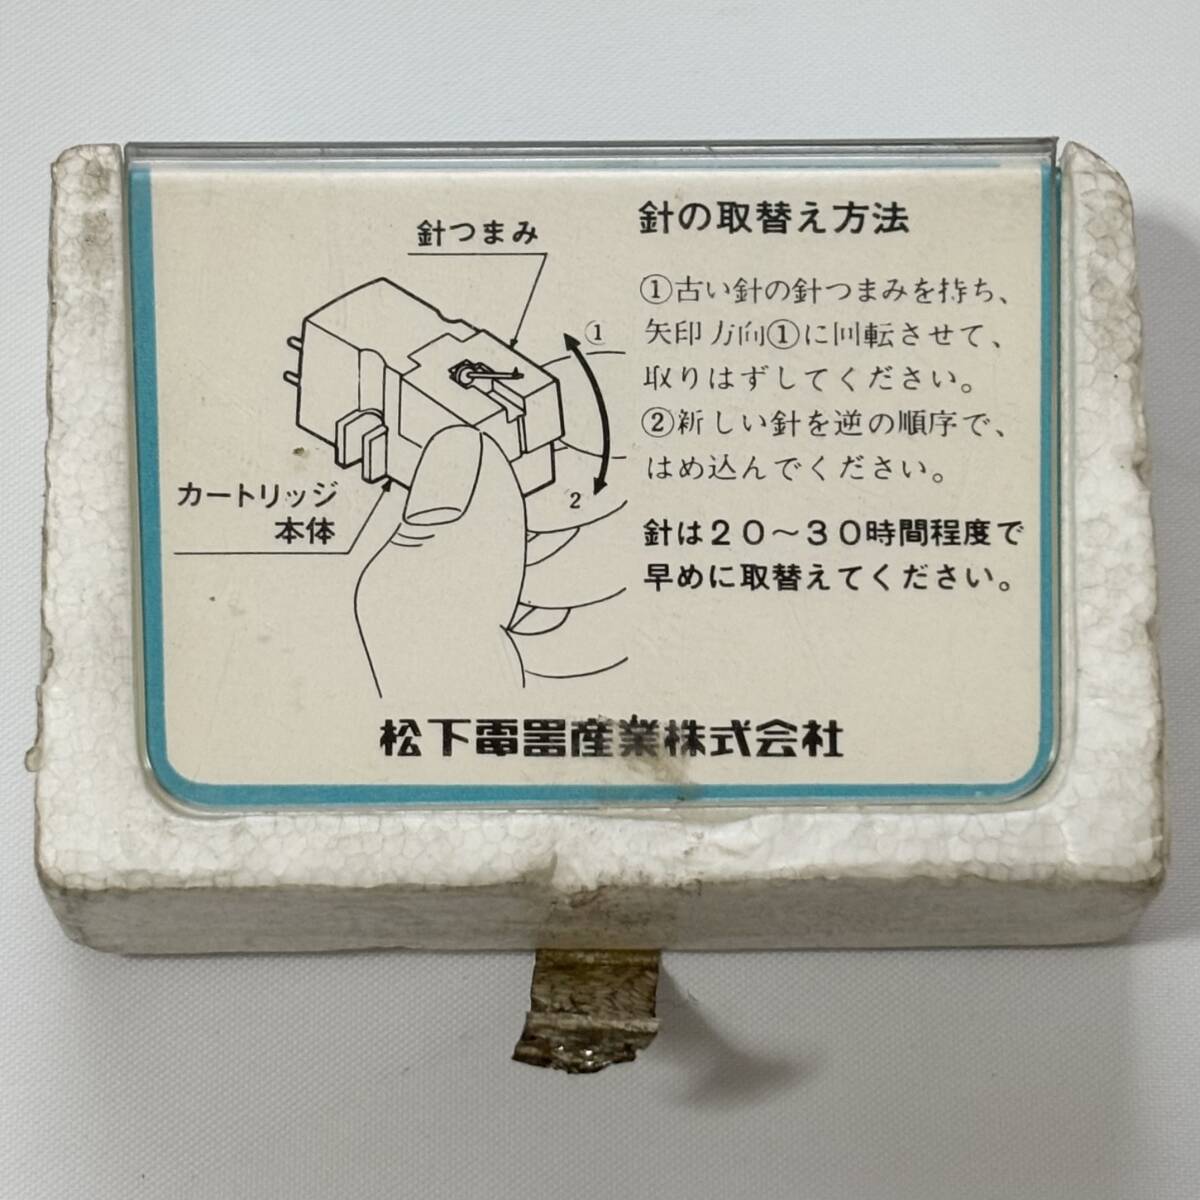 針の取替え方法
①古い針の針つまみを持ち、
矢印方向①に回転させて、
取りはずしてください。
②新しい針を逆の順序で、
はめ込んでください。
針は20〜30時間程度で
早めに取替えてください。
針つまみ
①
②
カートリッジ
本体
松下電器産業株式会社